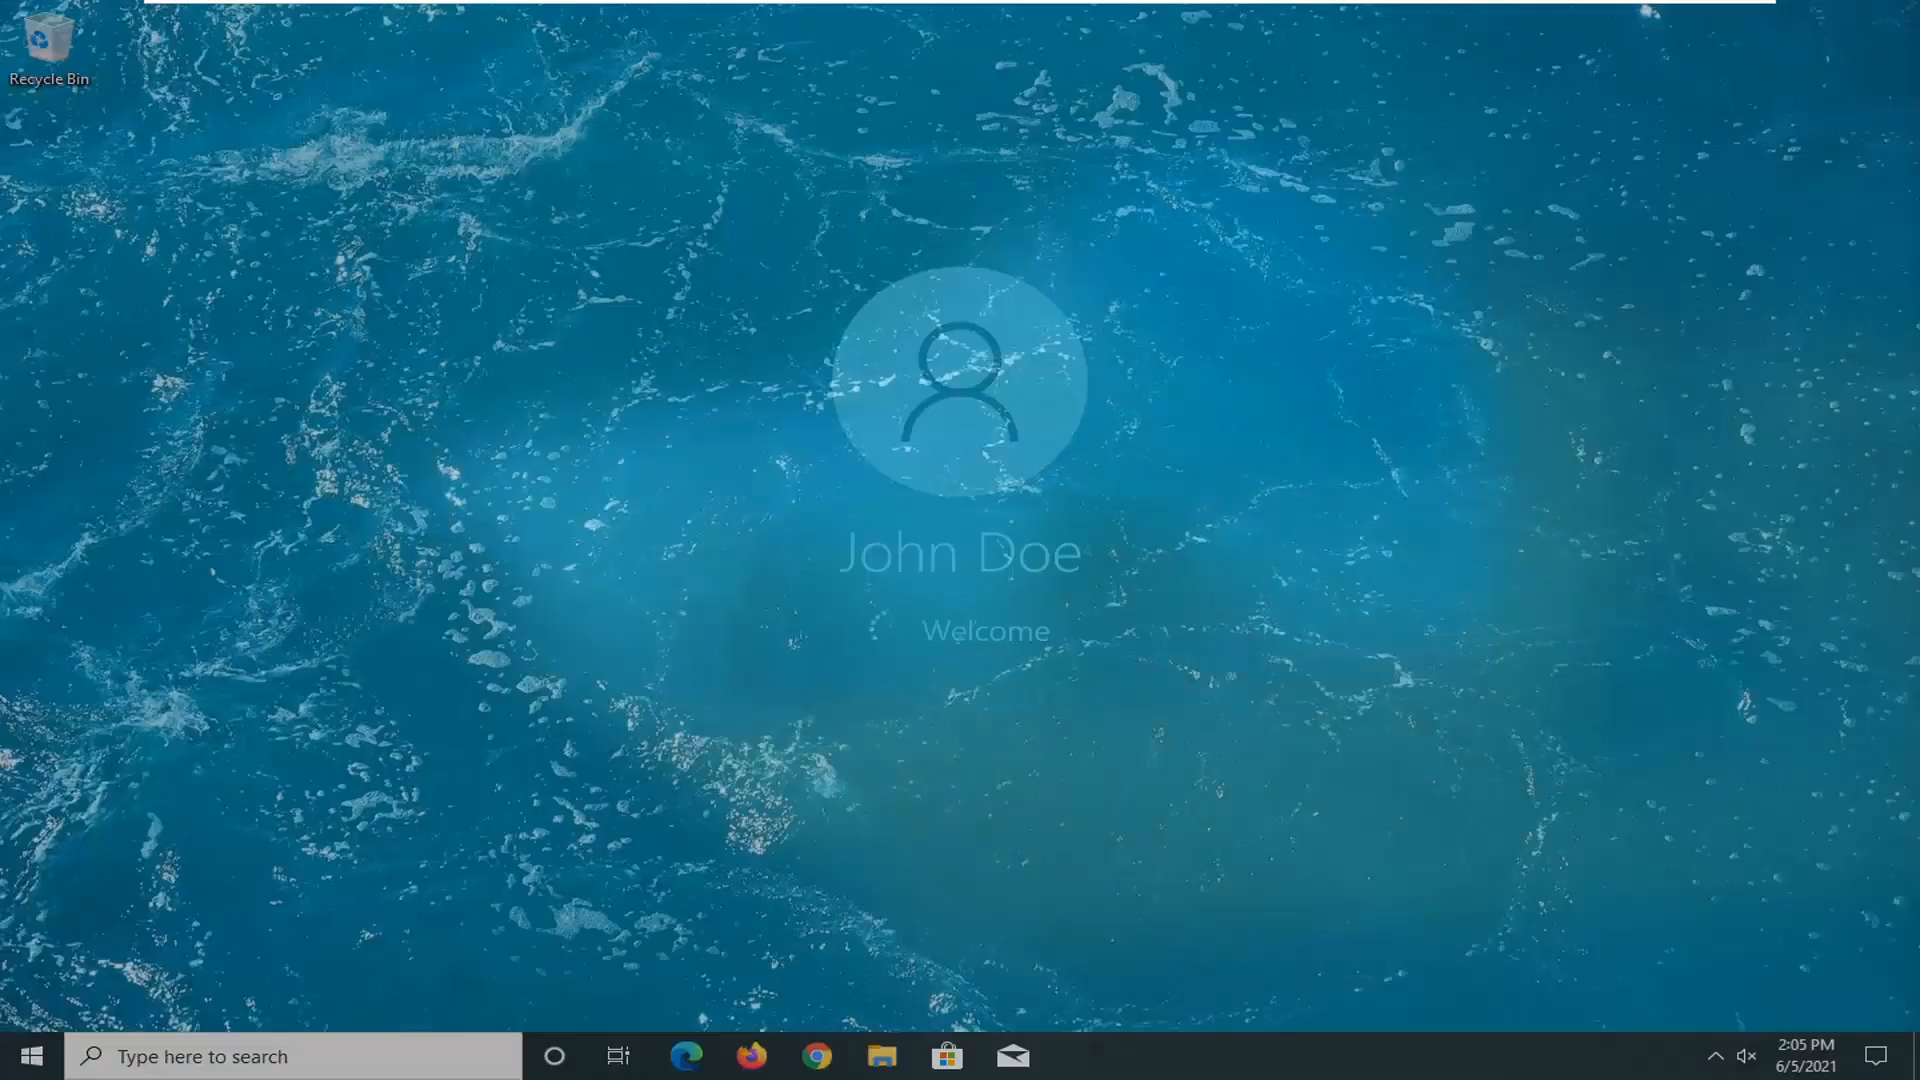 Recycle Bin
John Doe
Welcome
Type here to search
2:05 PM
6/5/2021